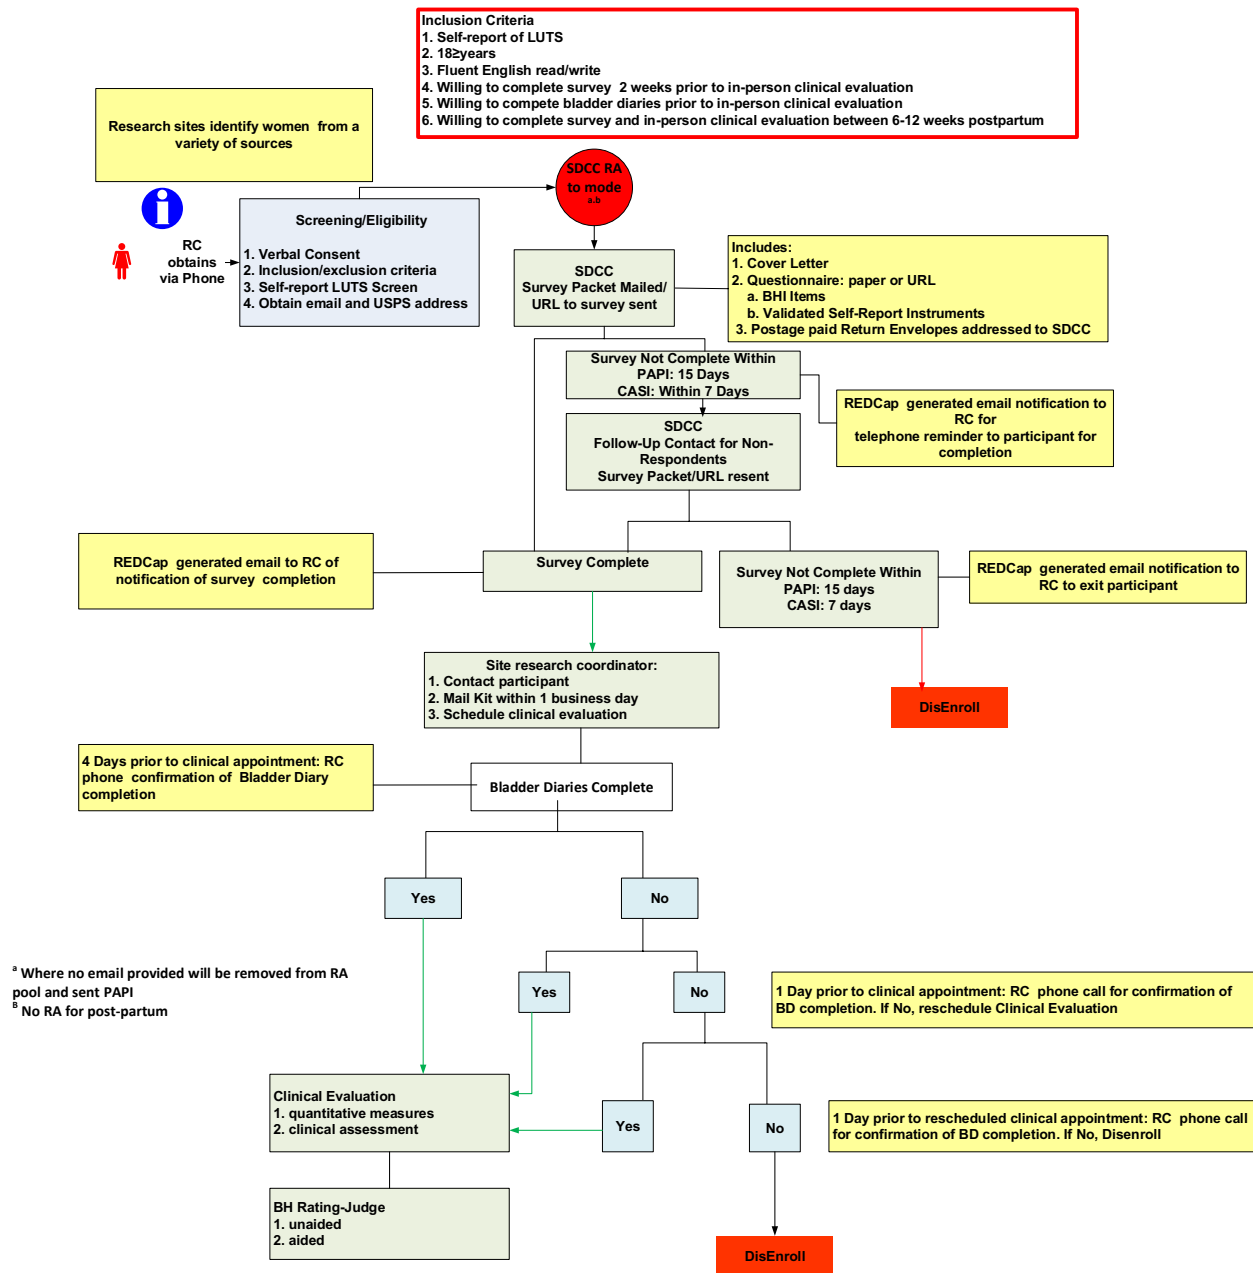 Inclusion Criteria
1. Self-report of LUTS
2. 18≥years
3. Fluent English read/write
4. Willing to complete survey 2 weeks prior to in-person clinical evaluation
5. Willing to compete bladder diaries prior to in-person clinical evaluation
6. Willing to complete survey and in-person clinical evaluation between 6-12 weeks postpartum
Research sites identify women from a
variety of sources
SDCC RA
to mode
a,b
i
RC
obtains
via Phone
Screening/Eligibility
1. Verbal Consent
2. Inclusion/exclusion criteria
3. Self-report LUTS Screen
4. Obtain email and USPS address
SDCC
Survey Packet Mailed/
URL to survey sent
Includes:
1. Cover Letter
2. Questionnaire: paper or URL
a. BHI Items
b. Validated Self-Report Instruments
3. Postage paid Return Envelopes addressed to SDCC
Survey Not Complete Within
PAPI: 15 Days
CASI: Within 7 Days
REDCap generated email notification to
RC for
telephone reminder to participant for
completion
SDCC
Follow-Up Contact for Non-
Respondents
Survey Packet/URL resent
REDCap generated email to RC of
notification of survey completion
Survey Complete
Survey Not Complete Within
PAPI: 15 days
CASI: 7 days
REDCap generated email notification to
RC to exit participant
Site research coordinator:
1. Contact participant
2. Mail Kit within 1 business day
3. Schedule clinical evaluation
DisEnroll
4 Days prior to clinical appointment: RC
phone confirmation of Bladder Diary
completion
Bladder Diaries Complete
Yes
No
a Where no email provided will be removed from RA
pool and sent PAPI
B No RA for post-partum
Yes
No
1 Day prior to clinical appointment: RC phone call for confirmation of
BD completion. If No, reschedule Clinical Evaluation
Clinical Evaluation
1. quantitative measures
2. clinical assessment
Yes
No
1 Day prior to rescheduled clinical appointment: RC phone call
for confirmation of BD completion. If No, Disenroll
BH Rating-Judge
1. unaided
2. aided
DisEnroll